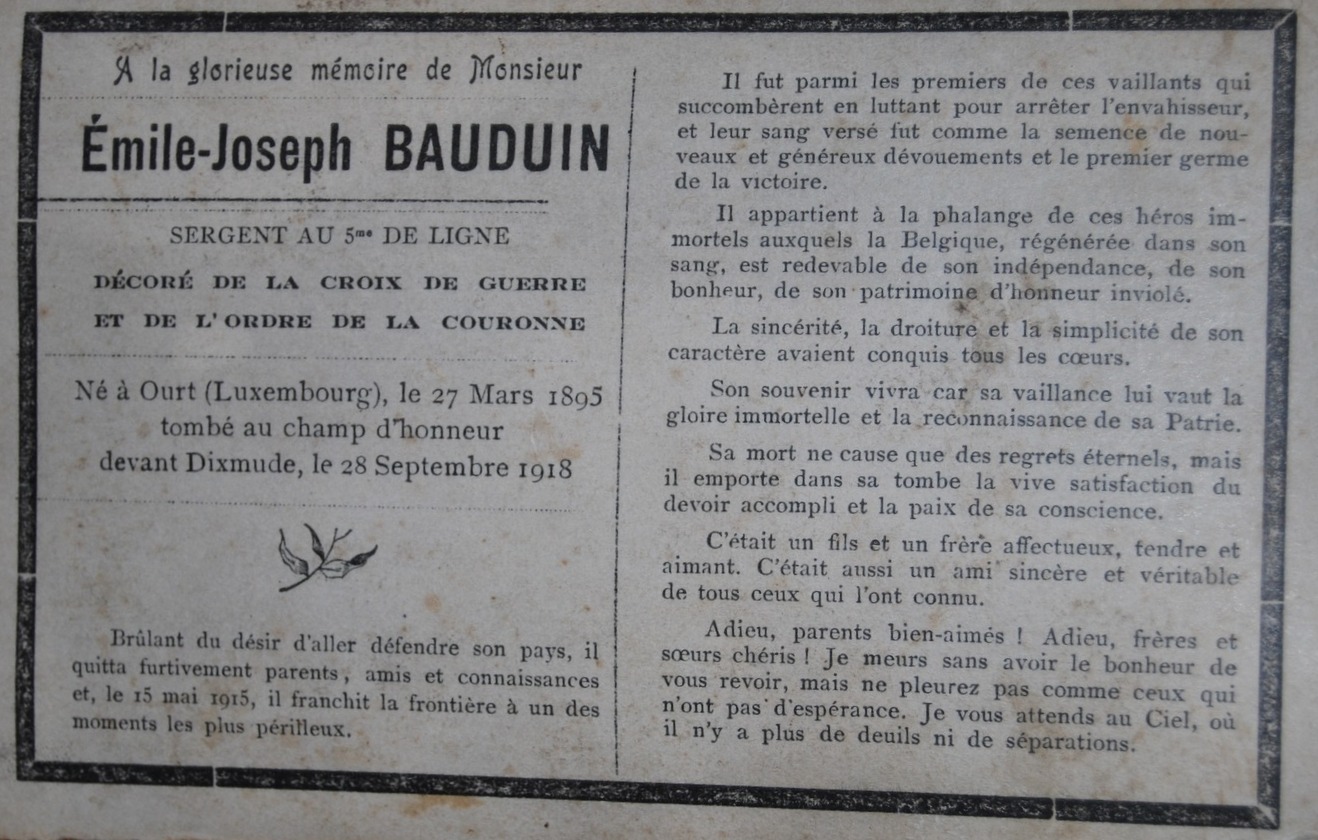 A la glorieuse mémoire de Monsieur
Émile-Joseph BAUDUIN
SERGENT AU 5me DE LIGNE
DÉCORÉ DE LA CROIX DE GUERRE
ET DE L'ORDRE DE LA COURONNE
Né à Ourt (Luxembourg), le 27 Mars 1895
tombé au champ d'honneur
devant Dixmude, le 28 Septembre 1918
Brûlant du désir d'aller défendre son pays, il
quitta furtivement parents, amis et connaissances
et, le 15 mai 1915, il franchit la frontière à un des
moments les plus périlleux.
Il fut parmi les premiers de ces vaillants qui
succombèrent en luttant pour arrêter l'envahisseur,
et leur sang versé fut comme la semence de nou-
veaux et généreux dévouements et le premier germe
de la victoire.
Il appartient à la phalange de ces héros im-
mortels auxquels la Belgique, régénérée dans son
sang, est redevable de son indépendance, de son
bonheur, de son patrimoine d'honneur inviolé.
La sincérité, la droiture et la simplicité de son
caractère avaient conquis tous les cœurs.
Son souvenir vivra car sa vaillance lui vaut la
gloire immortelle et la reconnaissance de sa Patrie.
Sa mort ne cause que des regrets éternels, mais
il emporte dans sa tombe la vive satisfaction du
devoir accompli et la paix de sa conscience.
C'était un fils et un frère affectueux, tendre et
aimant. C'était aussi un ami sincère et véritable
de tous ceux qui l'ont connu.
Adieu, parents bien-aimés ! Adieu, frères et
sœurs chéris ! Je meurs sans avoir le bonheur de
vous revoir, mais ne pleurez pas comme ceux qui
n'ont pas d'espérance. Je vous attends au Ciel, où
il n'y a plus de deuils ni de séparations.